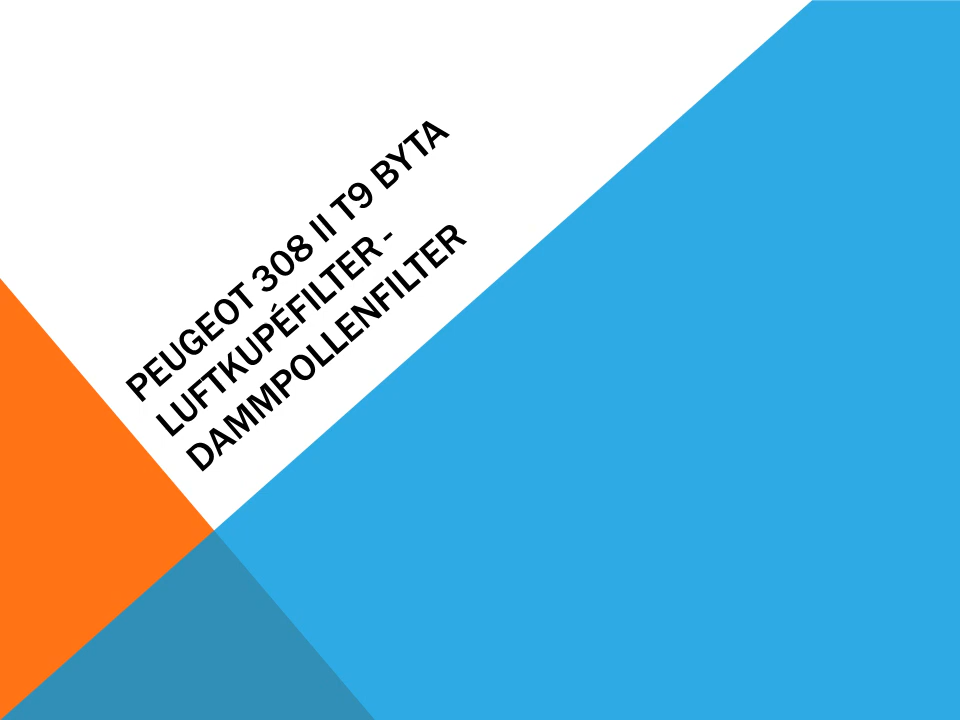 PEUGEOT 308 II T9 BYTA
LUFTKUPÉFILTER -
DAMMPOLLENFILTER